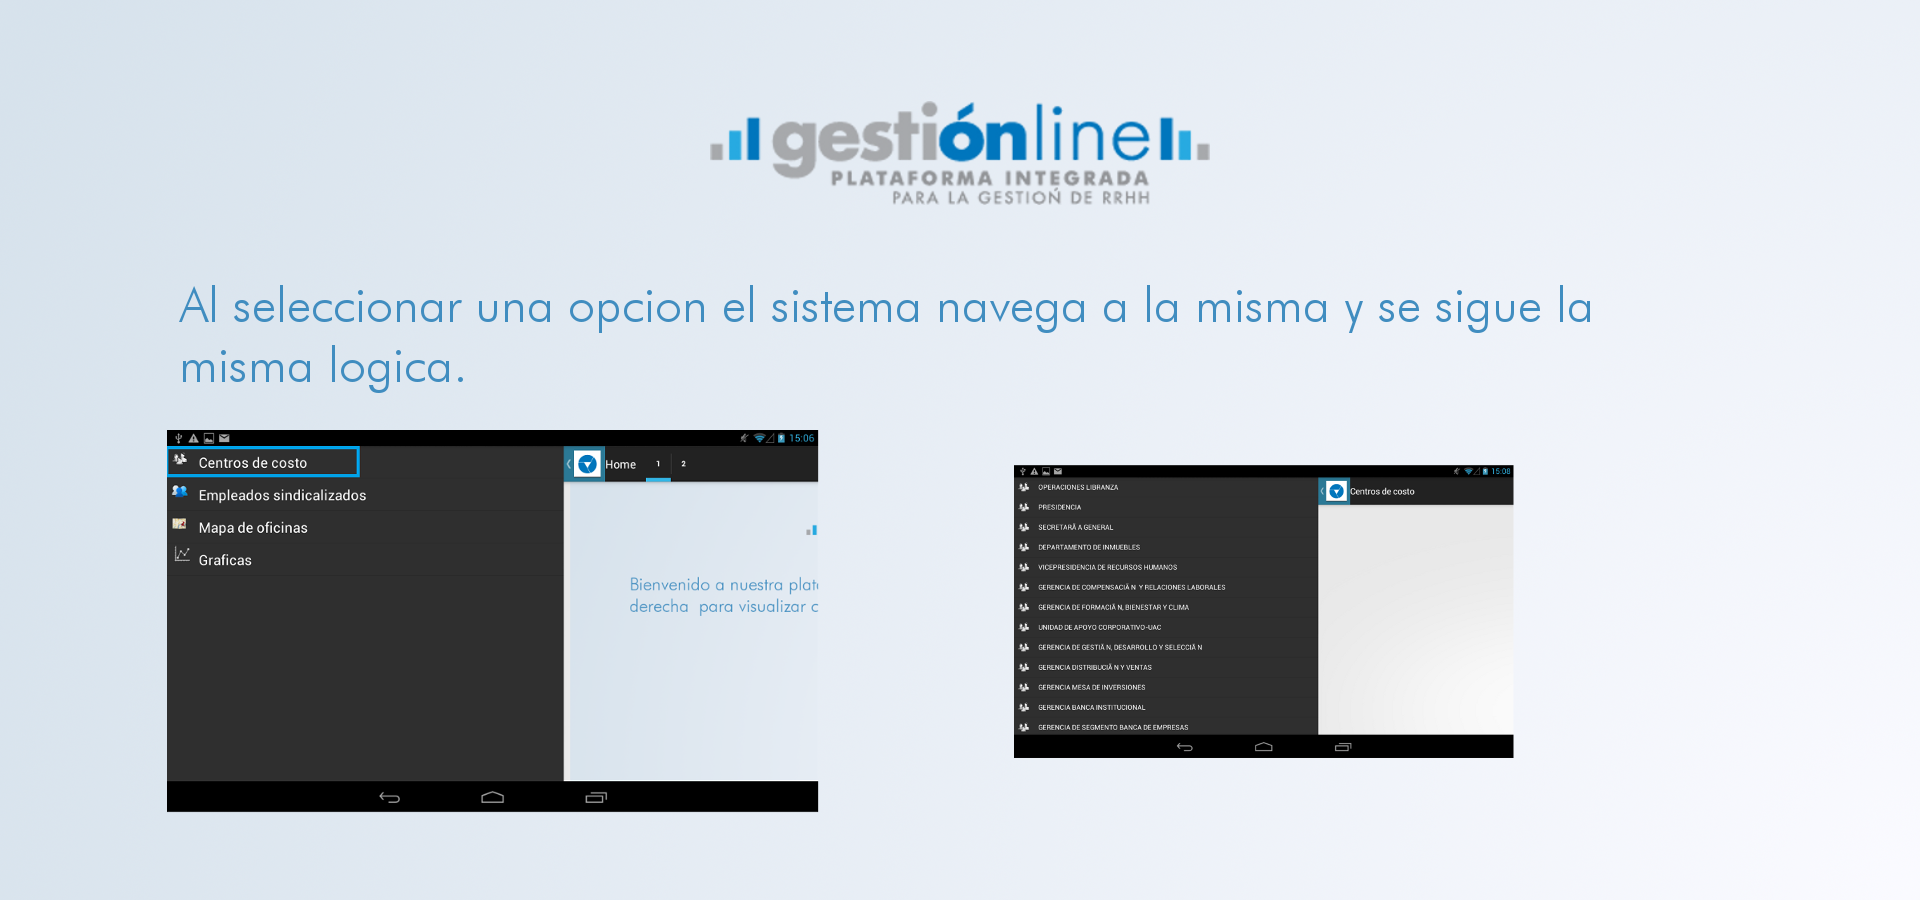 gestiónline
PLATAFORMA INTEGRADA
PARA LA GESTIOŃ DE RRHH
Al seleccionar una opcion el sistema navega a la misma y se sigue la
misma logica.
15:06
Centros de costo
Empleados sindicalizados
Mapa de oficinas
Graficas
Home 1 2
Bienvenido a nuestra plat
derecha para visualizar c
15:08
OPERACIONES LIBRANZA
PRESIDENCIA
SECRETARÃ A GENERAL
DEPARTAMENTO DE INMUEBLES
VICEPRESIDENCIA DE RECURSOS HUMANOS
GERENCIA DE COMPENSACIÃ N Y RELACIONES LABORALES
GERENCIA DE FORMACIÃ N, BIENESTAR Y CLIMA
UNIDAD DE APOYO CORPORATIVO-UAC
GERENCIA DE GESTIÃ N, DESARROLLO Y SELECCIÃ N
GERENCIA DISTRIBUCIÃ N Y VENTAS
GERENCIA MESA DE INVERSIONES
GERENCIA BANCA INSTITUCIONAL
GERENCIA DE SEGMENTO BANCA DE EMPRESAS
Centros de costo